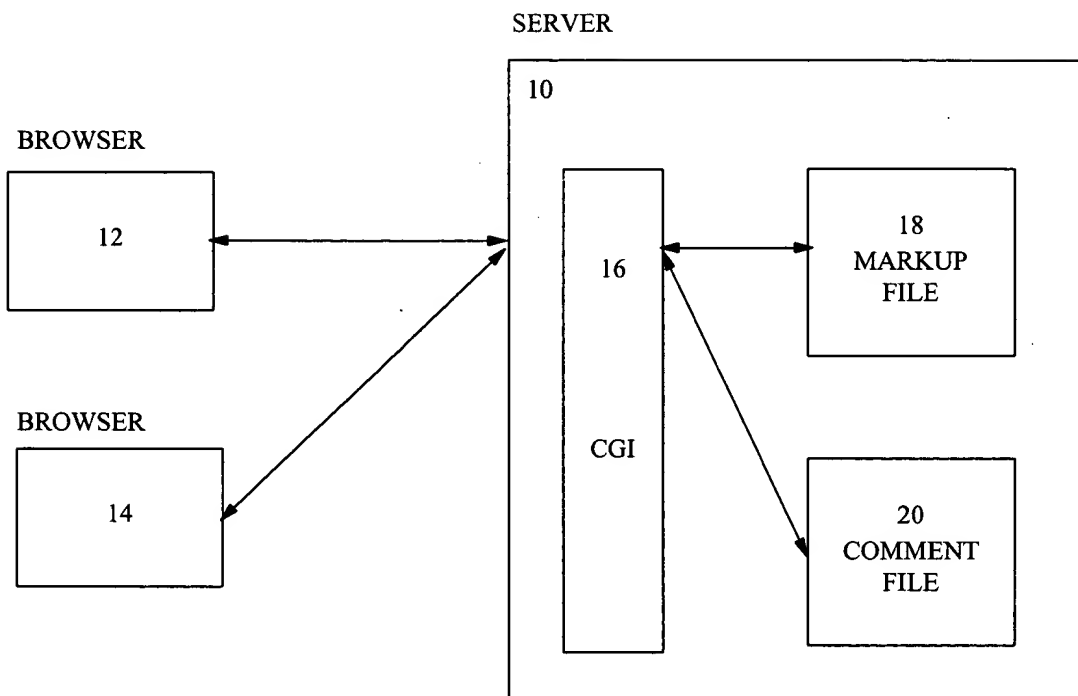 SERVER
10
BROWSER
12
16
18
MARKUP
FILE
BROWSER
14
CGI
20
COMMENT
FILE